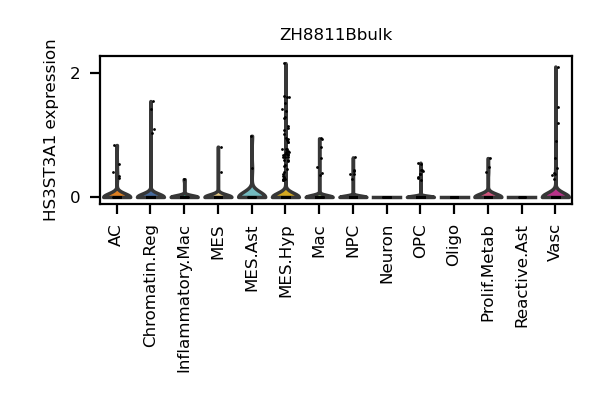 ZH8811Bbulk
HS3ST3A1 expression
2
0
AC
Chromatin.Reg
Inflammatory.Mac
MES
MES.Ast
MES.Hyp
Mac
NPC
Neuron
OPC
Oligo
Prolif.Metab
Reactive.Ast
Vasc